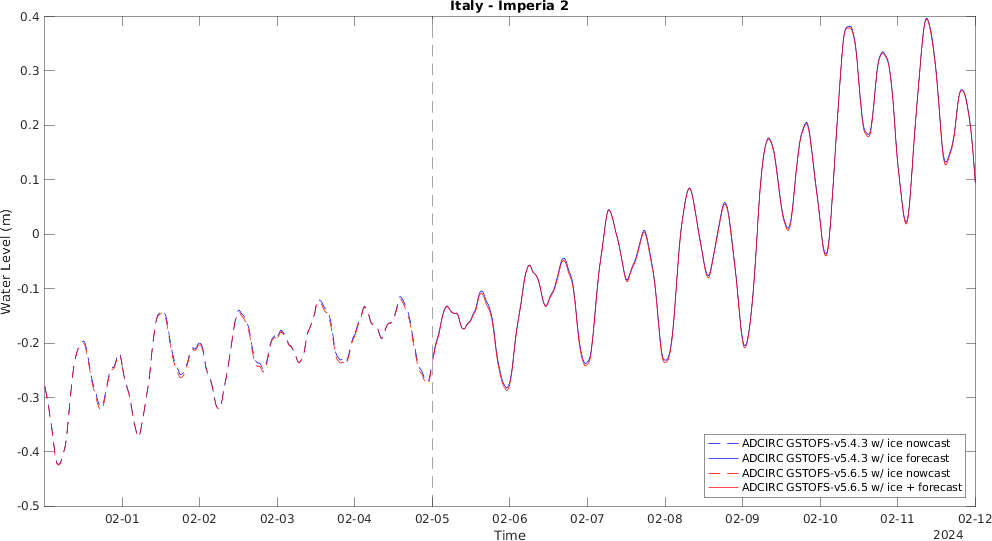 Italy - Imperia 2
Water Level (m)
0.4
0.3
0.2
0.1
0
-0.1
-0.2
-0.3
-0.4
-0.5
ADCIRC GSTOFS-v5.4.3 w/ ice nowcast
ADCIRC GSTOFS-v5.4.3 w/ ice forecast
ADCIRC GSTOFS-v5.6.5 w/ ice nowcast
ADCIRC GSTOFS-v5.6.5 w/ ice + forecast
02-01 02-02 02-03 02-04 02-05 02-06 02-07 02-08 02-09 02-10 02-11 02-12
Time
2024